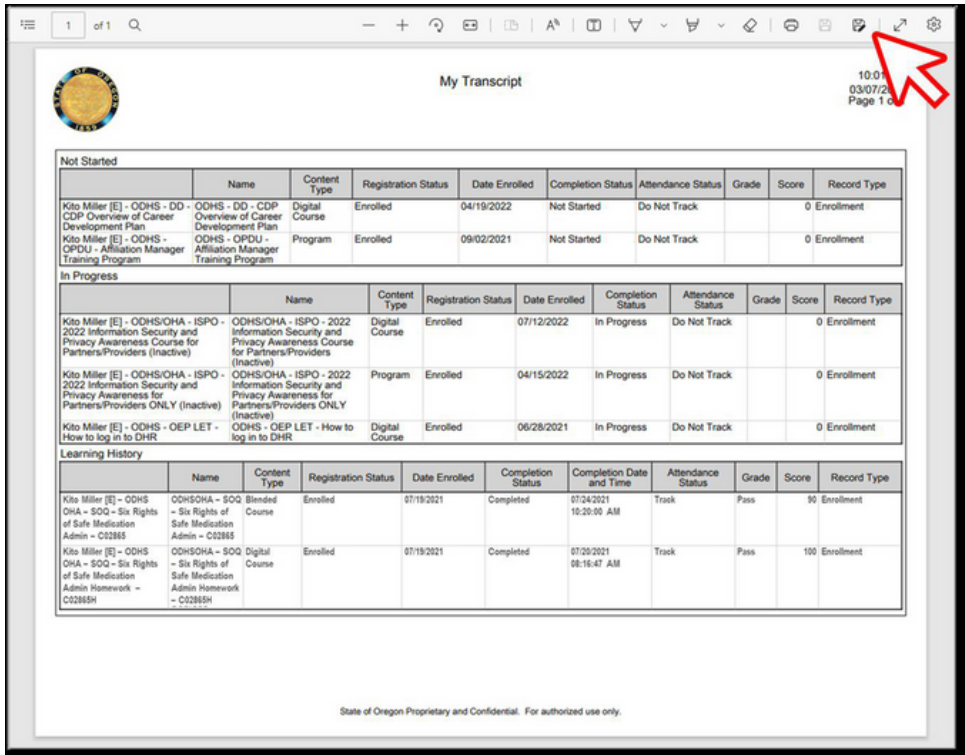 1 of 1
My Transcript
STATE OF OREGON
1859
10:01
03/07/20
Page 1 o
Not Started
Name Content Type Registration Status Date Enrolled Completion Status Attendance Status Grade Score Record Type
Kito Miller [E] - ODHS - DD - ODHS - DD - CDP Digital Enrolled 04/19/2022 Not Started Do Not Track 0 Enrollment
CDP Overview of Career Overview of Career Course
Development Plan Development Plan
Kito Miller [E] - ODHS - ODHS - OPDU - Program Enrolled 09/02/2021 Not Started Do Not Track 0 Enrollment
OPDU - Affiliation Manager Affiliation Manager
Training Program Training Program
In Progress
Name Content Type Registration Status Date Enrolled Completion Status Attendance Status Grade Score Record Type
Kito Miller [E] - ODHS/OHA - ISPO - ODHS/OHA - ISPO - 2022 Digital Enrolled 07/12/2022 In Progress Do Not Track 0 Enrollment
2022 Information Security and Information Security and Course
Privacy Awareness Course for Privacy Awareness Course
Partners/Providers (Inactive) for Partners/Providers
(Inactive)
Kito Miller [E] - ODHS/OHA - ISPO - ODHS/OHA - ISPO - 2022 Program Enrolled 04/15/2022 In Progress Do Not Track 0 Enrollment
2022 Information Security and Information Security and
Privacy Awareness for Privacy Awareness for
Partners/Providers ONLY (Inactive) Partners/Providers ONLY
(Inactive)
Kito Miller [E] - ODHS - OEP LET - ODHS - OEP LET - How to Digital Enrolled 06/28/2021 In Progress Do Not Track 0 Enrollment
How to log in to DHR log in to DHR Course
Learning History
Name Content Type Registration Status Date Enrolled Completion Status Completion Date and Time Attendance Status Grade Score Record Type
Kito Miller [E] – ODHS ODHSOHA – SOQ Blended Enrolled 07/19/2021 Completed 07/24/2021 Track Pass 90 Enrollment
OHA – SOQ – Six Rights – Six Rights of Course 10:20:00 AM
of Safe Medication Safe Medication
Admin – C02865 Admin – C02865
Kito Miller [E] – ODHS ODHSOHA – SOQ Digital Enrolled 07/19/2021 Completed 07/20/2021 Track Pass 100 Enrollment
OHA – SOQ – Six Rights – Six Rights of Course 08:16:47 AM
of Safe Medication Safe Medication
Admin Homework – Admin Homework
C02865H – C02865H
State of Oregon Proprietary and Confidential. For authorized use only.